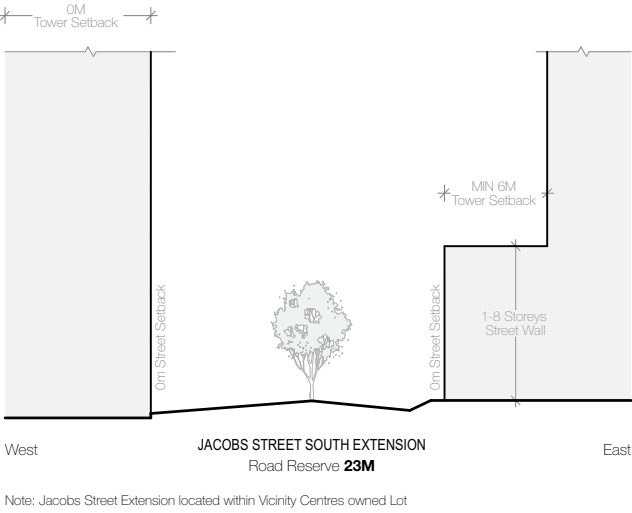 0M
Tower Setback
MIN 6M
Tower Setback
0m Street Setback
0m Street Setback
1-8 Storeys
Street Wall
West
JACOBS STREET SOUTH EXTENSION
East
Road Reserve 23M
Note: Jacobs Street Extension located within Vicinity Centres owned Lot